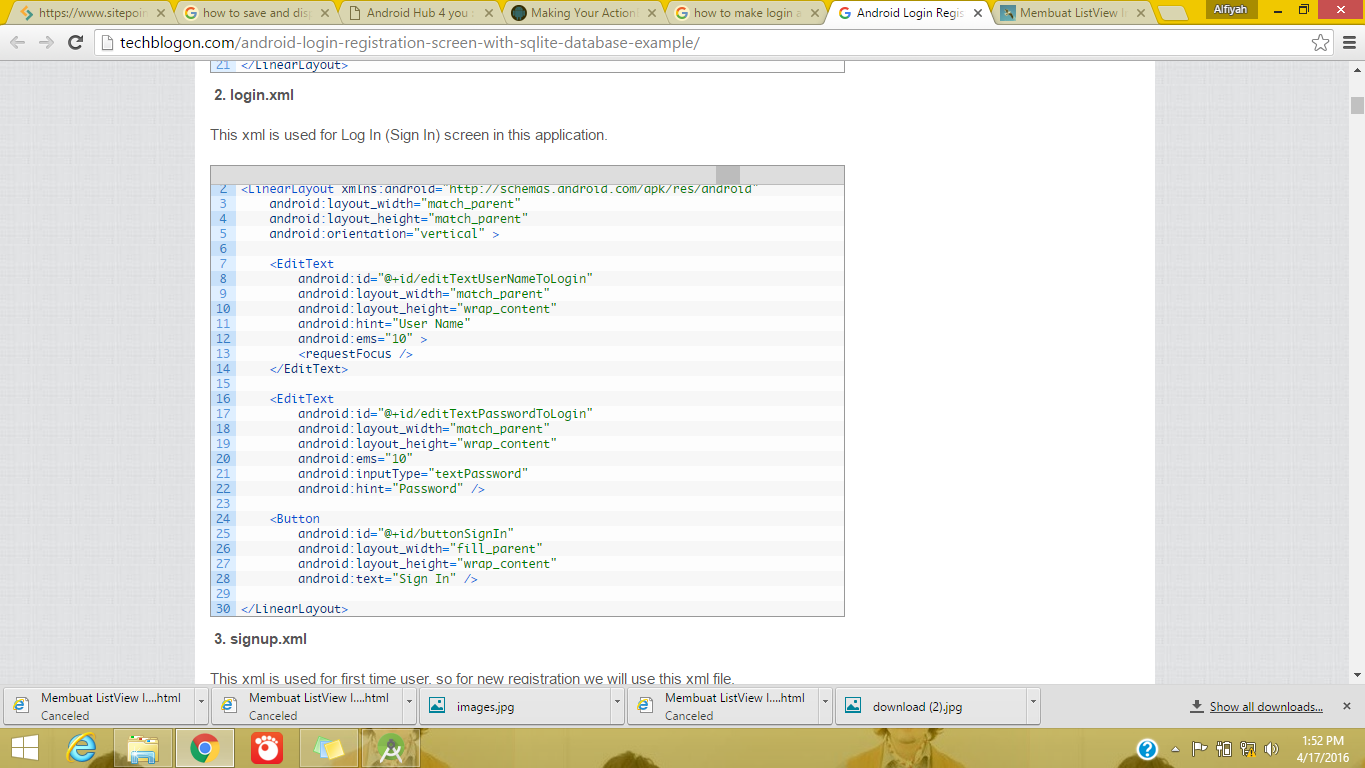 https://www.sitepoi
how to save and dis
Android Hub 4 you
Making Your Action
how to make login a
Android Login Regis
Membuat ListView I
Alfiyah
techblogon.com/android-login-registration-screen-with-sqlite-database-example/
21 </LinearLayout>
2. login.xml
This xml is used for Log In (Sign In) screen in this application.
2 <LinearLayout xmlns:android="http://schemas.android.com/apk/res/android"
3 android:layout_width="match_parent"
4 android:layout_height="match_parent"
5 android:orientation="vertical" >
6
7 <EditText
8 android:id="@+id/editTextUserNameToLogin"
9 android:layout_width="match_parent"
10 android:layout_height="wrap_content"
11 android:hint="User Name"
12 android:ems="10" >
13 <requestFocus />
14 </EditText>
15
16 <EditText
17 android:id="@+id/editTextPasswordToLogin"
18 android:layout_width="match_parent"
19 android:layout_height="wrap_content"
20 android:ems="10"
21 android:inputType="textPassword"
22 android:hint="Password" />
23
24 <Button
25 android:id="@+id/buttonSignIn"
26 android:layout_width="fill_parent"
27 android:layout_height="wrap_content"
28 android:text="Sign In" />
29
30 </LinearLayout>
3. signup.xml
This xml is used for first time user, so for new registration we will use this xml file.
Membuat ListView I....html
Canceled
Membuat ListView I....html
Canceled
images.jpg
Membuat ListView I....html
Canceled
download (2).jpg
Show all downloads...
1:52 PM
4/17/2016